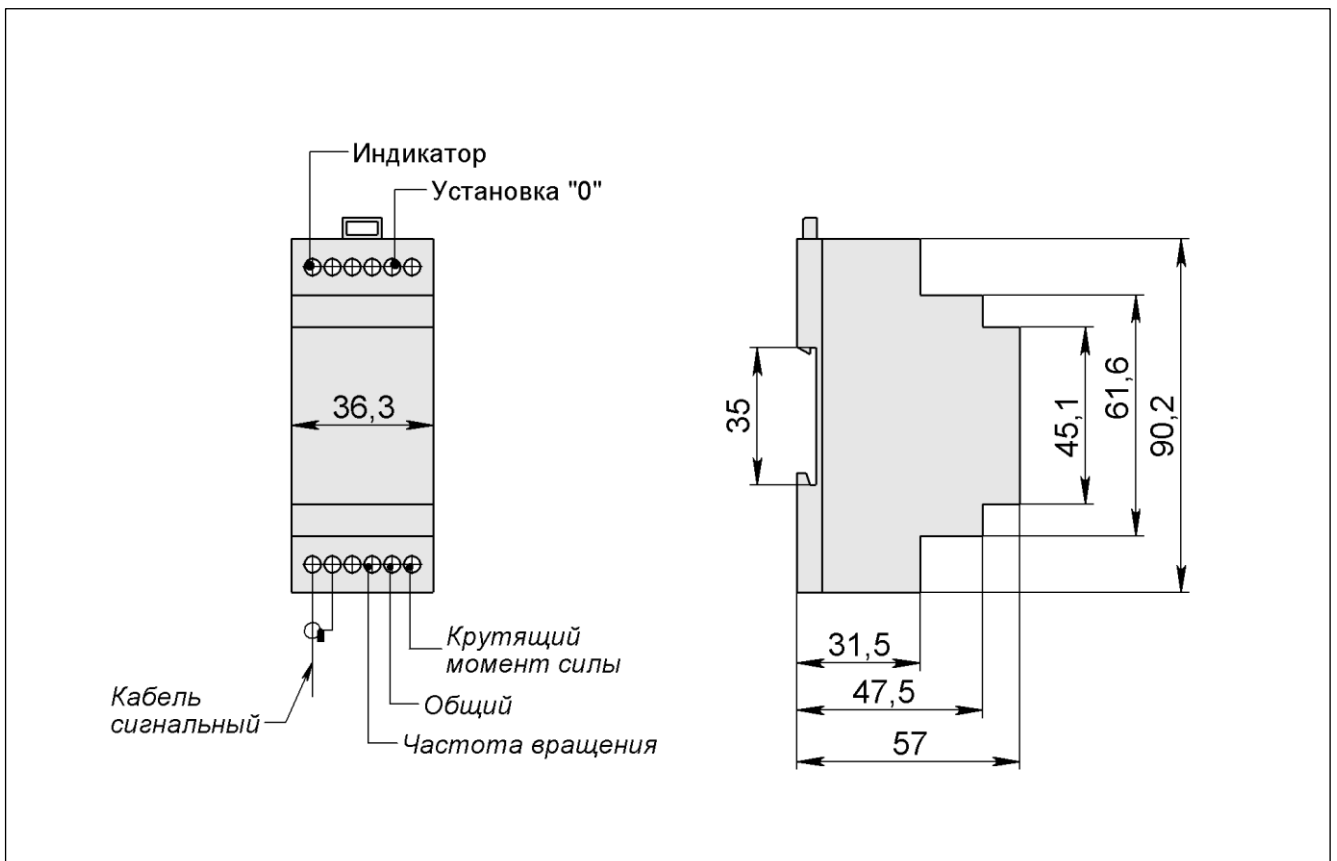 Индикатор
Установка "0"
36,3
35
45,1
61,6
90,2
31,5
47,5
57
Крутящий
момент силы
Общий
Частота вращения
Кабель
сигнальный